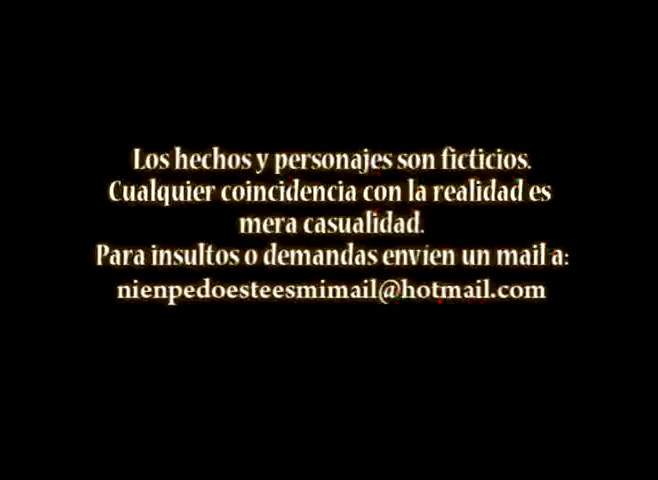 Los hechos y personajes son ficticios.
Cualquier coincidencia con la realidad es
mera casualidad.
Para insultos o demandas envíen un mail a:
nienpedoesteesmimail@hotmail.com